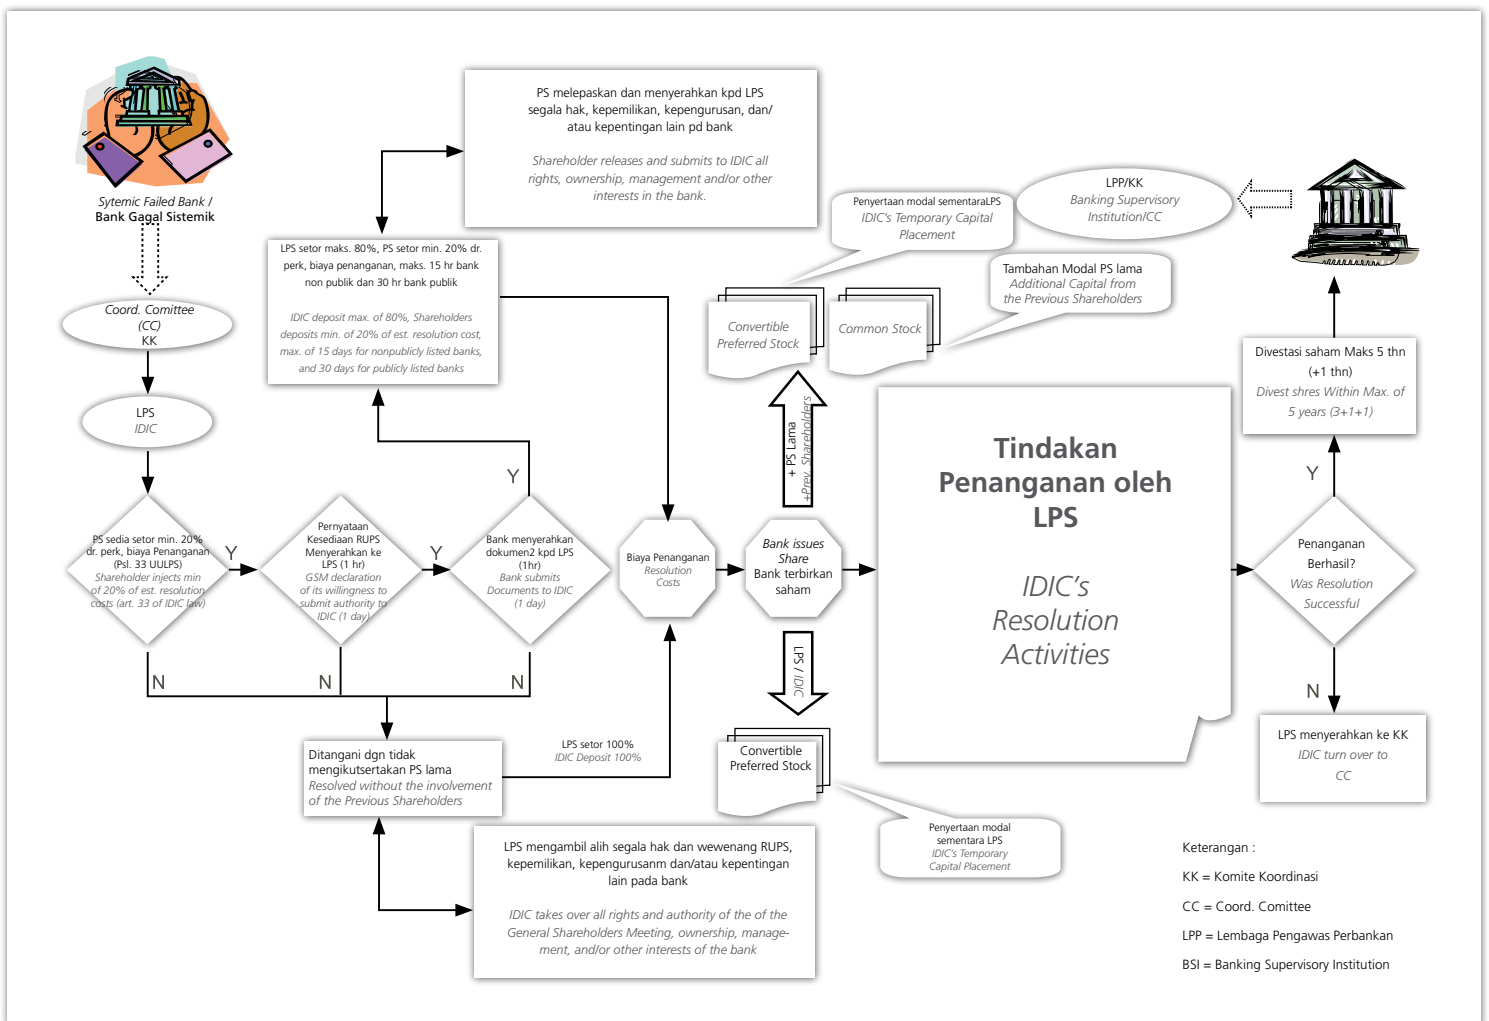 Sytemic Failed Bank /
Bank Gagal Sistemik
Coord. Comittee
(CC)
KK
LPS
IDIC
PS sedia setor min. 20%
dr. perk, biaya Penanganan
(Psl. 33 UULPS)
Shareholder injects min
of 20% of est. resolution
costs (art. 33 of IDIC law)
Y
N
Pernyataan
Kesediaan RUPS
Menyerahkan ke
LPS (1 hr)
GSM declaration
of its willingness to
submit authority to
IDIC (1 day)
Y
N
Bank menyerahkan
dokumen2 kpd LPS
(1hr)
Bank submits
Documents to IDIC
(1 day)
Y
N
LPS setor maks. 80%, PS setor min. 20% dr.
perk, biaya penanganan, maks. 15 hr bank
non publik dan 30 hr bank publik
IDIC deposit max. of 80%, Shareholders
deposits min. of 20% of est. resolution cost,
max. of 15 days for nonpublicly listed banks,
and 30 days for publicly listed banks
PS melepaskan dan menyerahkan kpd LPS
segala hak, kepemilikan, kepengurusan, dan/
atau kepentingan lain pd bank
Shareholder releases and submits to IDIC all
rights, ownership, management and/or other
interests in the bank.
Ditangani dgn tidak
mengikutsertakan PS lama
Resolved without the involvement
of the Previous Shareholders
LPS setor 100%
IDIC Deposit 100%
LPS mengambil alih segala hak dan wewenang RUPS,
kepemilikan, kepengurusanm dan/atau kepentingan
lain pada bank
IDIC takes over all rights and authority of the of the
General Shareholders Meeting, ownership, manage-
ment, and/or other interests of the bank
Biaya Penanganan
Resolution
Costs
Bank issues
Share
Bank terbirkan
saham
+ PS Lama
+Prev. Shareholders
Convertible
Preferred Stock
Common Stock
Penyertaan modal sementaraLPS
IDIC's Temporary Capital
Placement
Tambahan Modal PS lama
Additional Capital from
the Previous Shareholders
LPS / IDIC
Convertible
Preferred Stock
Penyertaan modal
sementara LPS
IDIC's Temporary
Capital Placement
Tindakan
Penanganan oleh
LPS
IDIC's
Resolution
Activities
LPP/KK
Banking Supervisory
Institution/CC
Divestasi saham Maks 5 thn
(+1 thn)
Divest shres Within Max. of
5 years (3+1+1)
Y
Penanganan
Berhasil?
Was Resolution
Successful
N
LPS menyerahkan ke KK
IDIC turn over to
CC
Keterangan :
KK = Komite Koordinasi
CC = Coord. Comittee
LPP = Lembaga Pengawas Perbankan
BSI = Banking Supervisory Institution